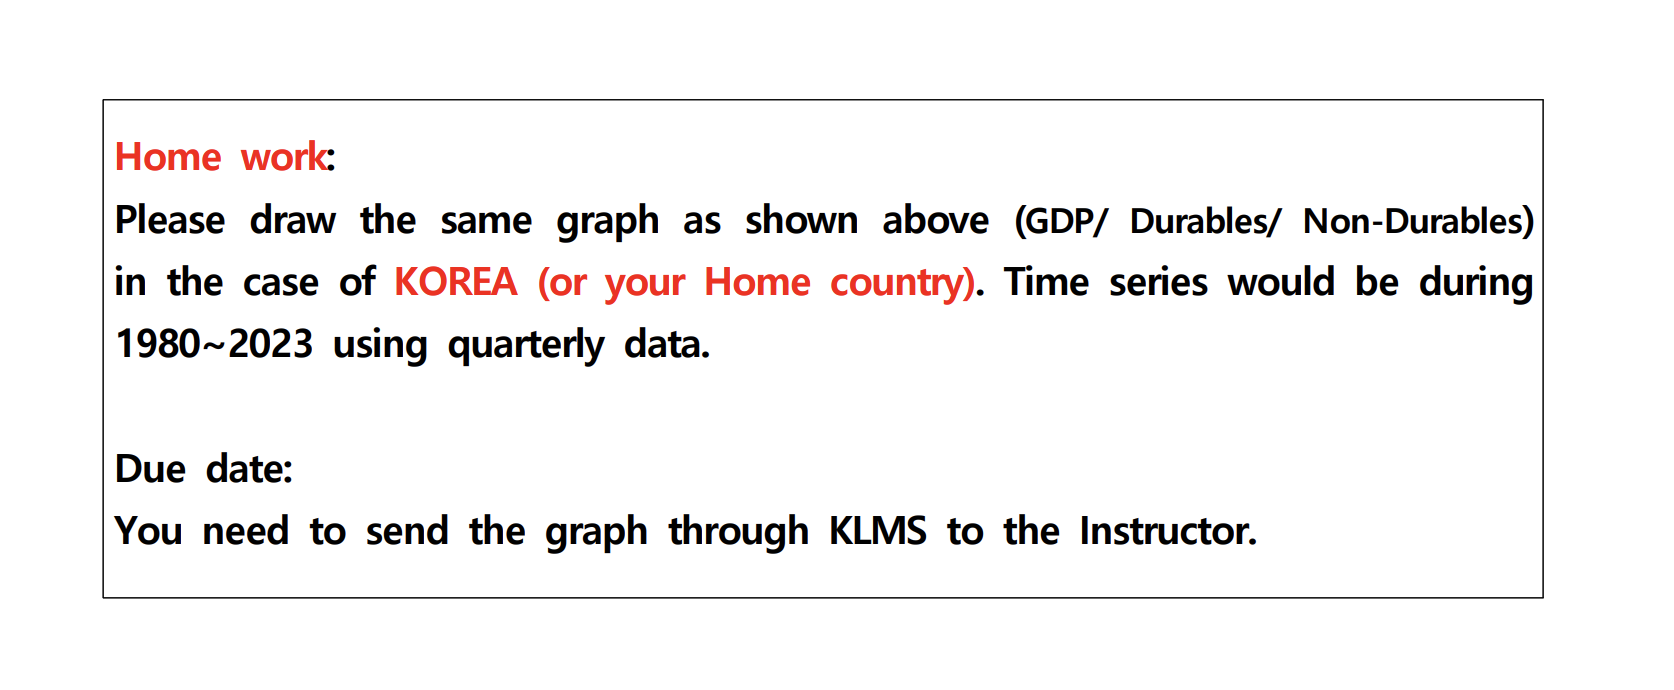 Home work:
Please draw the same graph as shown above (GDP/ Durables/ Non-Durables)
in the case of KOREA (or your Home country). Time series would be during
1980~2023 using quarterly data.
Due date:
You need to send the graph through KLMS to the Instructor.